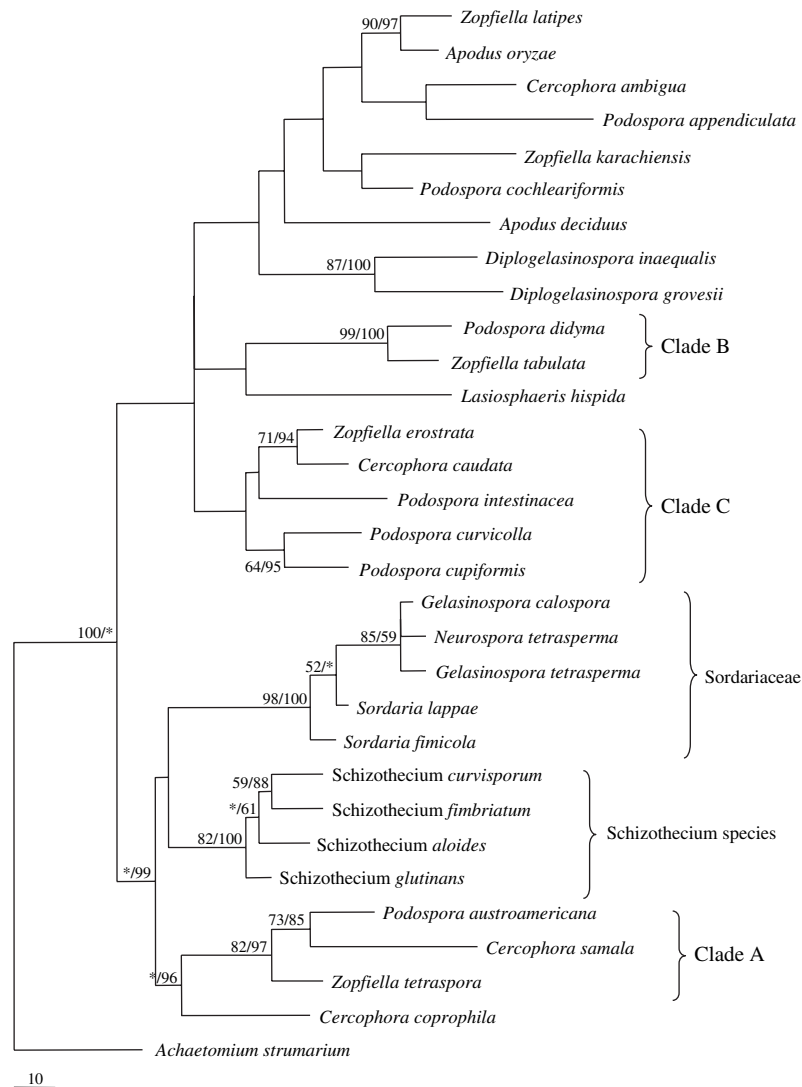 90/97
Zopfiella latipes
Apodus oryzae
Cercophora ambigua
Podospora appendiculata
Zopfiella karachiensis
Podospora cochleariformis
Apodus deciduus
87/100
Diplogelasinospora inaequalis
Diplogelasinospora grovesii
99/100
Podospora didyma
Zopfiella tabulata
Clade B
Lasiosphaeris hispida
71/94
Zopfiella erostrata
Cercophora caudata
Podospora intestinacea
Clade C
Podospora curvicolla
64/95
Podospora cupiformis
100/*
Gelasinospora calospora
85/59
Neurospora tetrasperma
52/*
Gelasinospora tetrasperma
Sordariaceae
98/100
Sordaria lappae
Sordaria fimicola
59/88
Schizothecium curvisporum
*/61
Schizothecium fimbriatum
82/100
Schizothecium aloides
Schizothecium species
*/99
Schizothecium glutinans
73/85
Podospora austroamericana
82/97
Cercophora samala
Clade A
*/96
Zopfiella tetraspora
Cercophora coprophila
Achaetomium strumarium
10